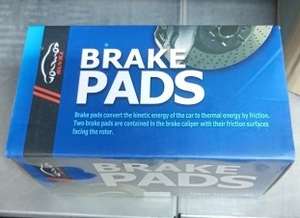 BRAKE
PADS
Brake pads convert the kinetic energy of the car to thermal energy by friction.
Two brake pads are contained in the brake caliper with their friction surfaces
facing the rotor.
BRAKE
PADS